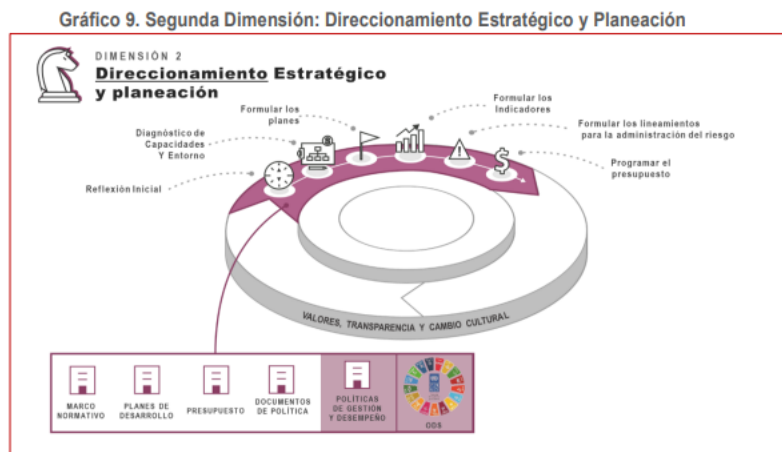 Gráfico 9. Segunda Dimensión: Direccionamiento Estratégico y Planeación
DIMENSIÓN 2
Direccionamiento Estratégico
y planeación
Reflexión Inicial
Diagnóstico de
Capacidades
Y Entorno
Formular los
planes
Formular los
Indicadores
Formular los lineamientos
para la administración del riesgo
Programar el
presupuesto
VALORES, TRANSPARENCIA Y CAMBIO CULTURAL
MARCO
NORMATIVO
PLANES DE
DESARROLLO
PRESUPUESTO
DOCUMENTOS
DE POLÍTICA
POLÍTICAS
DE GESTIÓN
Y DESEMPEÑO
ODS